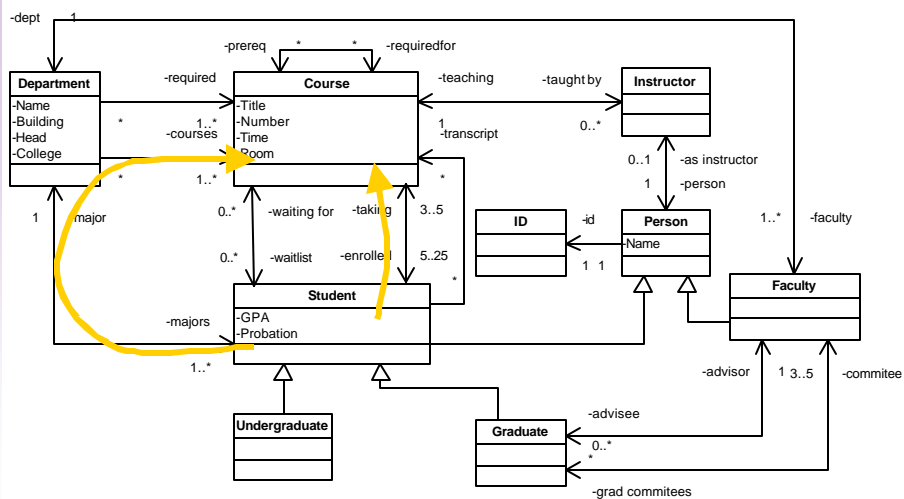 -dept 1
-prereq * * -requiredfor
Department
-Name
-Building
-Head
-College
-required
* 1..*
-courses
* 1..*
Course
-Title
-Number
-Time
-Room
-teaching -taught by
1 0..*
-transcript
*
Instructor
0..1 -as instructor
1 -person
ID
-id
1 1
Person
-Name
1..* -faculty
Faculty
1 -major
0..* -waiting for
-taking 3..5
0..* -waitlist
-enrolled 5..25
*
Student
-GPA
-Probation
-majors
1..*
Undergraduate
Graduate
-advisor 1 3..5 -commitee
-advisee
0..*
*
-grad commitees